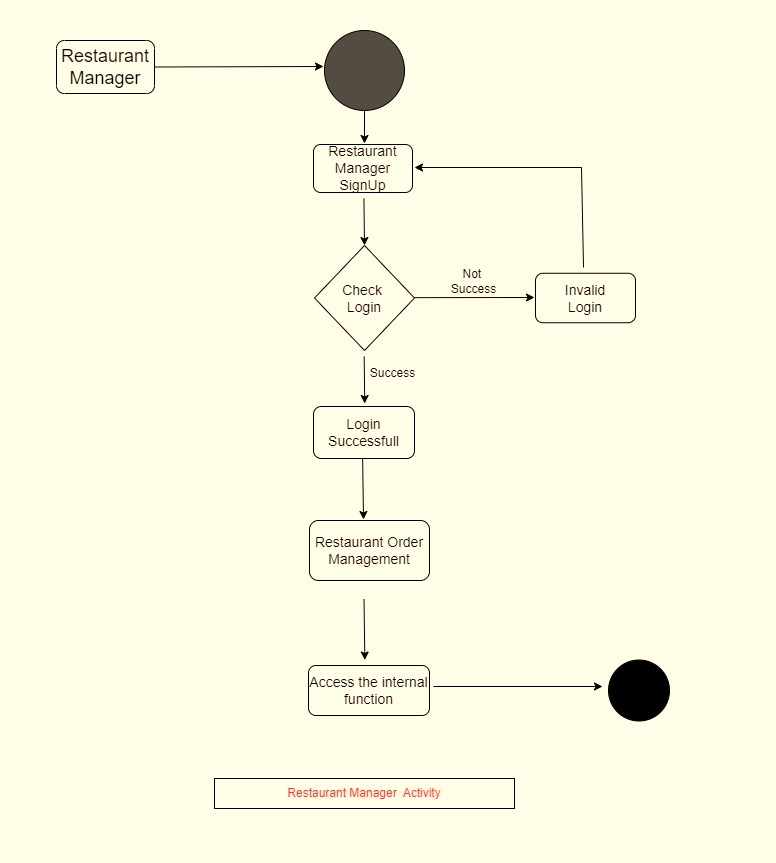 Restaurant
Manager
Restaurant
Manager
SignUp
Check
Login
Not
Success
Invalid
Login
Success
Login
Successfull
Restaurant Order
Management
Access the internal
function
Restaurant Manager  Activity